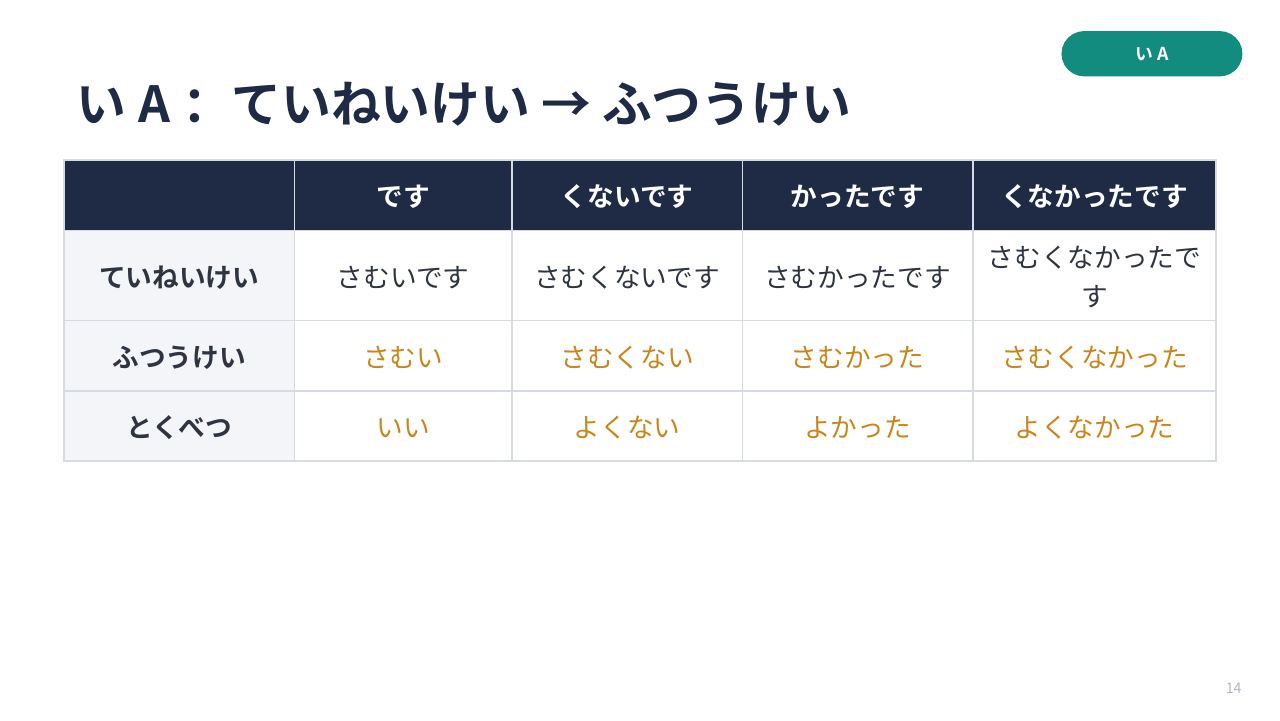 い A
い A： ていねいけい → ふつうけい
です くないです かったです くなかったです
ていねいけい さむいです さむくないです さむかったです さむくなかったで
す
ふつうけい さむい さむくない さむかった さむくなかった
とくべつ いい よくない よかった よくなかった
14